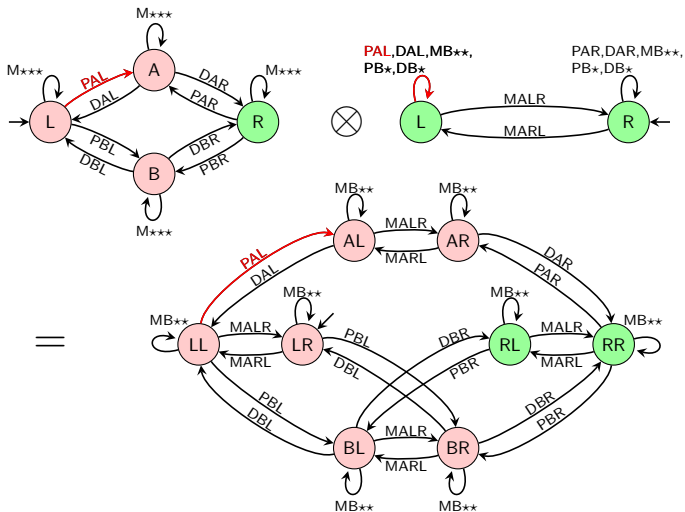 M⋆⋆⋆
PAL,DAL,MB⋆⋆,
PB⋆,DB⋆
PAR,DAR,MB⋆⋆,
PB⋆,DB⋆
M⋆⋆⋆
PAL
A
DAR
M⋆⋆⋆
DAL
PAR
MALR
L
R
⊗
L
R
MARL
PBL
DBR
DBL
B
PBR
M⋆⋆⋆
MB⋆⋆
MB⋆⋆
PAL
AL
MALR
AR
DAR
MARL
DAL
PAR
=
MB⋆⋆
MB⋆⋆
MB⋆⋆
MB⋆⋆
LL
MALR
LR
PBL
DBR
RL
MALR
RR
MARL
DBL
PBR
MARL
PBL
DBR
DBL
PBR
BL
MALR
BR
MARL
MB⋆⋆
MB⋆⋆